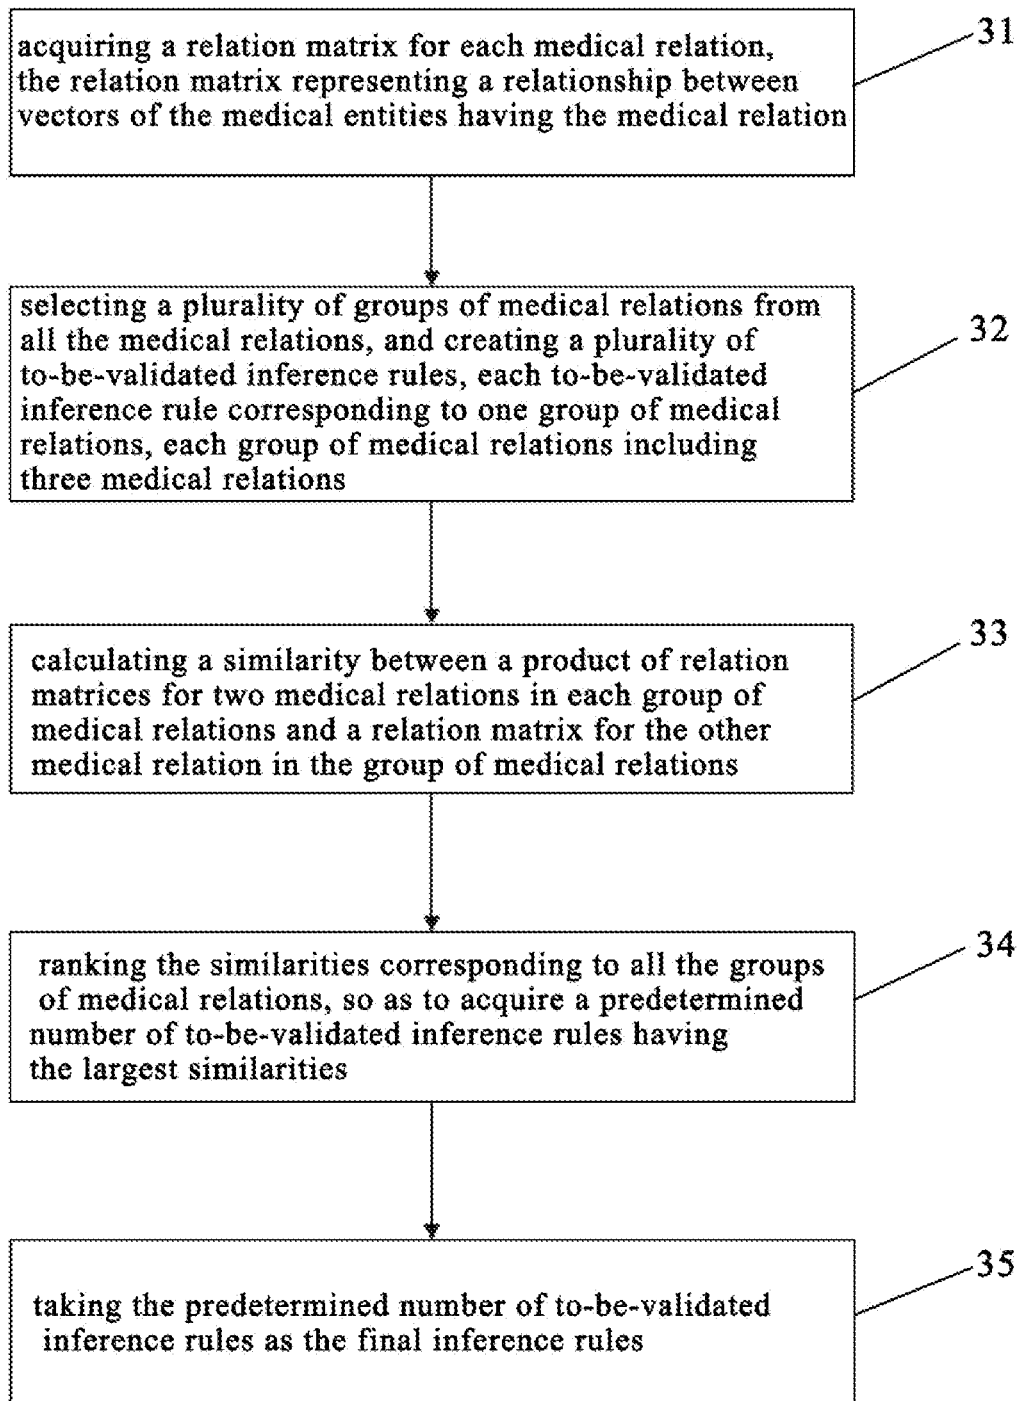 acquiring a relation matrix for each medical relation,
31
the relation matrix representing a relationship between
vectors of the medical entities having the medical relation
selecting a plurality of groups of medical relations from
32
all the medical relations, and creating a plurality of
to-be-validated inference rules, each to-be-validated
inference rule corresponding to one group of medical
relations, each group of medical relations including
three medical relations
33
calculating a similarity between a product of relation
matrices for two medical relations in each group of
medical relations and a relation matrix for the other
medical relation in the group of medical relations
34
ranking the similarities corresponding to all the groups
of medical relations, so as to acquire a predetermined
number of to-be-validated inference rules having
the largest similarities
35
taking the predetermined number of to-be-validated
inference rules as the final inference rules